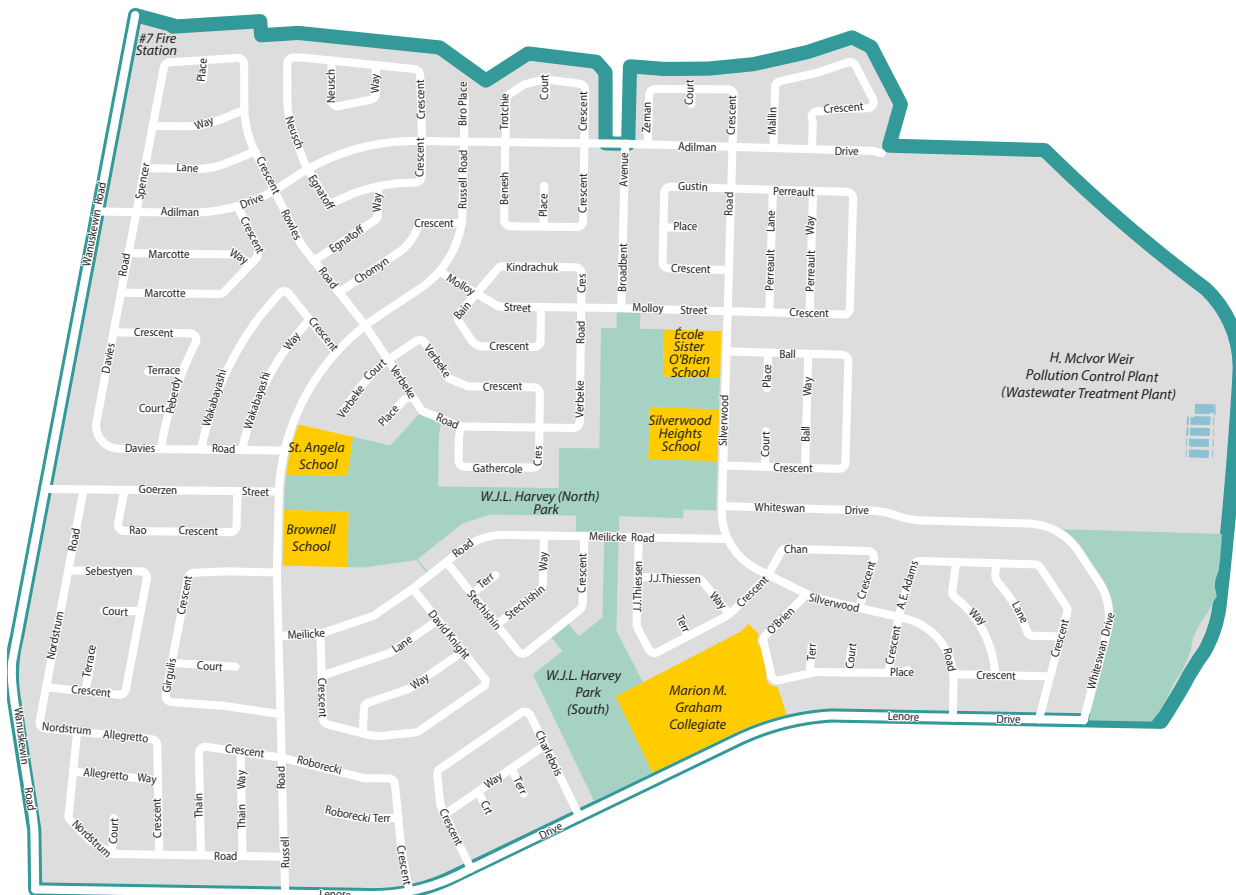 #7 Fire
Station
Place
Way
Lane
Spencer
Crescent
Neusch
Way
Crescent
Neusch
Biro Place
Trotchie
Court
Crescent
Zeman
Court
Crescent
Mallin
Crescent
Adilman
Drive
Avenue
Adilman
Drive
Wanuskewin Road
Egnatoff
Crescent
Way
Egnatoff
Russell Road
Benesh
Place
Crescent
Gustin
Place
Crescent
Road
Perreault
Perreault
Lane
Perreault
Way
Crescent
Rowles
Road
Crescent
Way
Marcotte
Marcotte
Road
Chomyn
Crescent
Molloy
Street
Bain
Crescent
Kindrachuk
Cres
Broadbent
Molloy
Street
Crescent
Terrace
Court
Peberdy
Davies
Wakabayashi
Wakabayashi
Way
Crescent
Verbeke
Court
Place
Verbeke
Verbeke
Crescent
Road
Road
Verbeke
École
Sister
O'Brien
School
Silverwood
Heights
School
Silverwood
Ball
Place
Way
Court
Ball
Crescent
H. McIvor Weir
Pollution Control Plant
(Wastewater Treatment Plant)
Davies
Road
St. Angela
School
Gathercole
Cres
Goerzen
Street
Rao
Crescent
Brownell
School
W.J.L. Harvey (North)
Park
Whiteswan
Drive
Road
Sebestyen
Court
Nordstrum
Terrace
Crescent
Crescent
Court
Girgulis
Meilicke
Road
Meilicke Road
Terr
Stechishin
Stechishin
Way
Crescent
David Knight
Lane
Way
Crescent
J.J.Thiessen
J.J.Thiessen
Way
Terr
Crescent
Chan
Crescent
Silverwood
Road
O'Brien
Terr
Court
Place
A.E. Adams
Crescent
Way
Lane
Crescent
Crescent
Whiteswan Drive
W.J.L. Harvey
Park
(South)
Marion M.
Graham
Collegiate
Lenore
Drive
Nordstrum
Allegretto
Allegretto
Way
Crescent
Court
Nordstrum
Road
Wanuskewin
Road
Thain
Crescent
Thain
Way
Roborecki
Roborecki Terr
Crescent
Road
Russell
Charlebois
Way
Terr
Crt
Crescent
Drive
Lenore